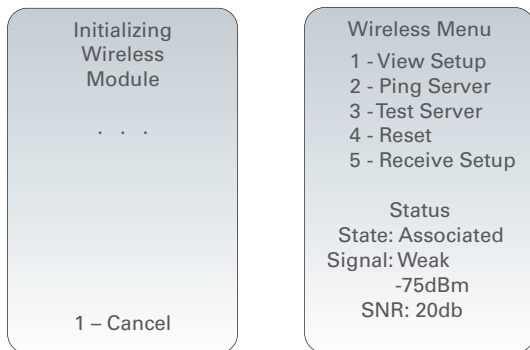 Initializing
Wireless
Module
. . .
1 – Cancel
Wireless Menu
1 - View Setup
2 - Ping Server
3 - Test Server
4 - Reset
5 - Receive Setup
Status
State: Associated
Signal: Weak
-75dBm
SNR: 20db